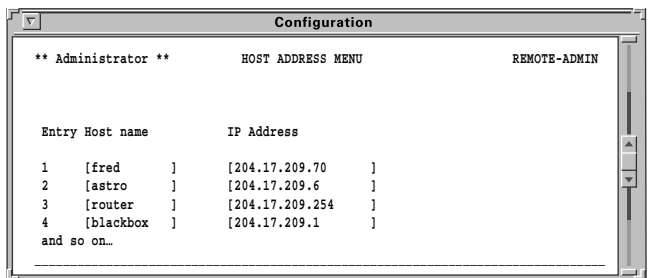 Configuration
** Administrator ** HOST ADDRESS MENU REMOTE-ADMIN
Entry Host name IP Address
1 [fred ] [204.17.209.70 ]
2 [astro ] [204.17.209.6 ]
3 [router ] [204.17.209.254 ]
4 [blackbox ] [204.17.209.1 ]
and so on…